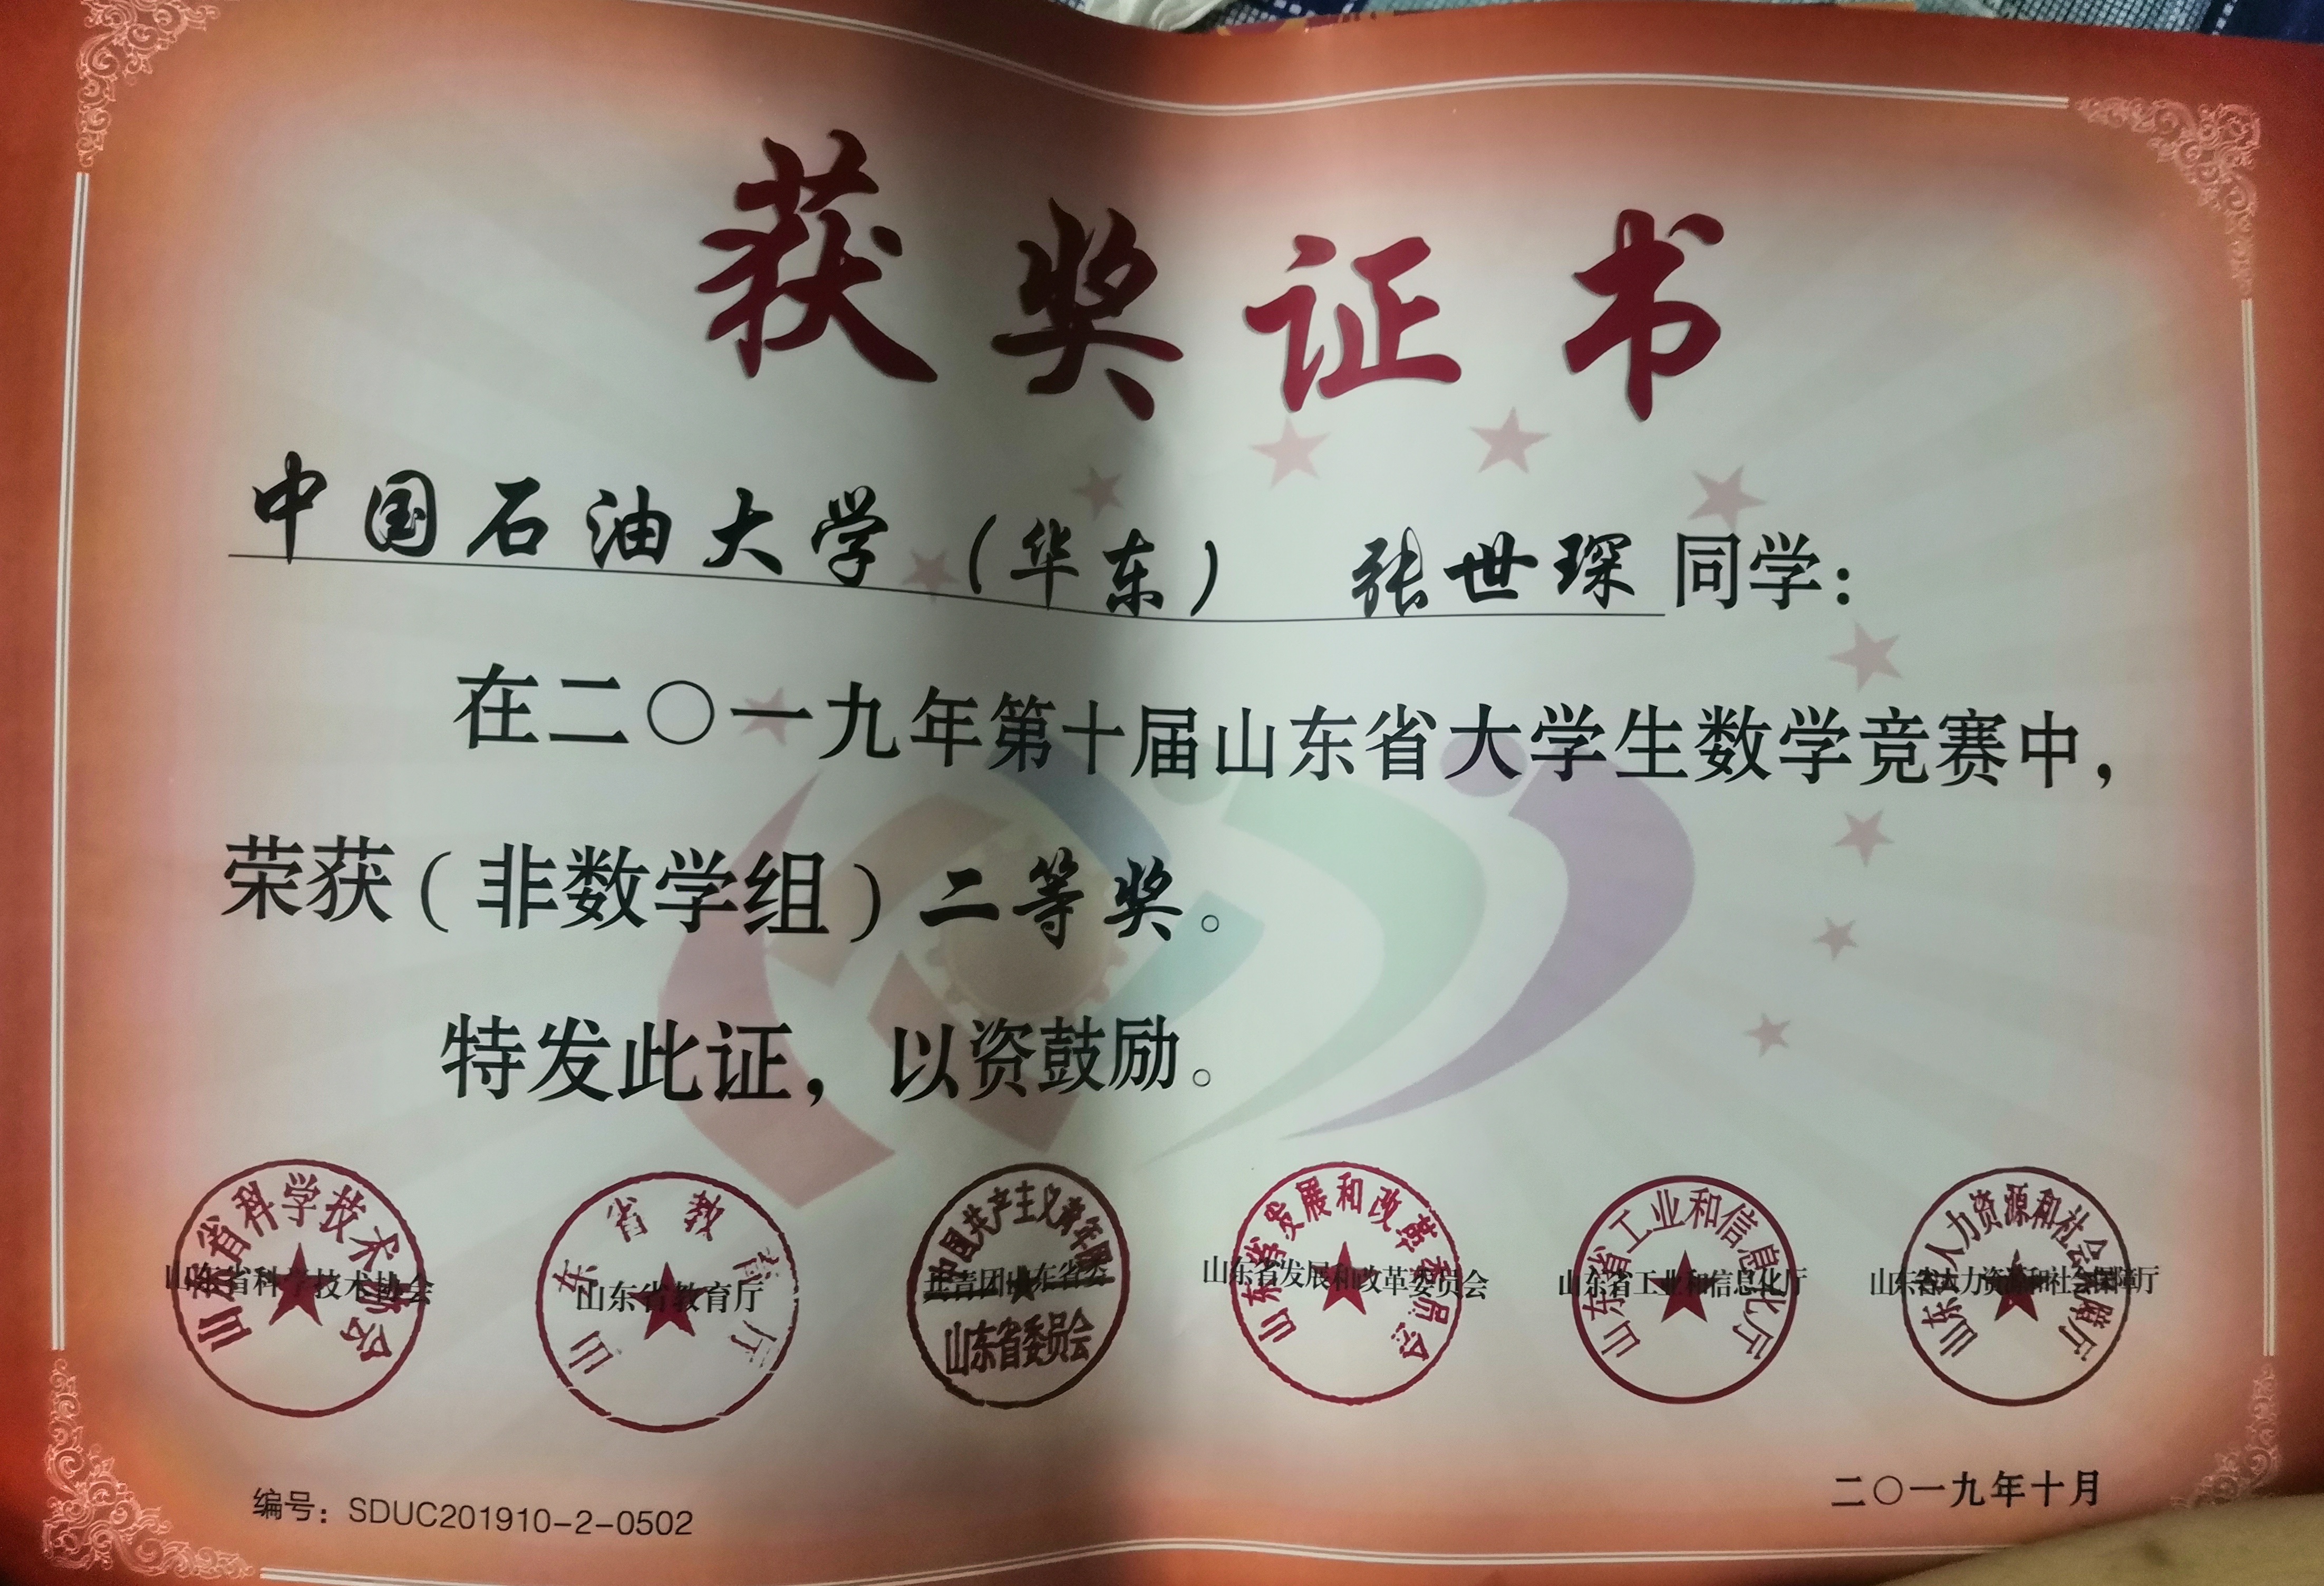 获奖证书
中国石油大学（华东） 张世琛同学：
在二〇一九年第十届山东省大学生数学竞赛中，
荣获（非数学组）二等奖。
特发此证，以资鼓励。
山东省科学技术协会
山东省科学技术协会
山东省教育厅
山东省教育厅
中国共产主义青年团
共青团山东省委
山东省委员会
山东省发展和改革委员会
山东省发展和改革委员会
山东省工业和信息化厅
山东省工业和信息化厅
山东省人力资源和社会保障厅
山东省人力资源和社会保障厅
编号：SDUC201910-2-0502
二〇一九年十月